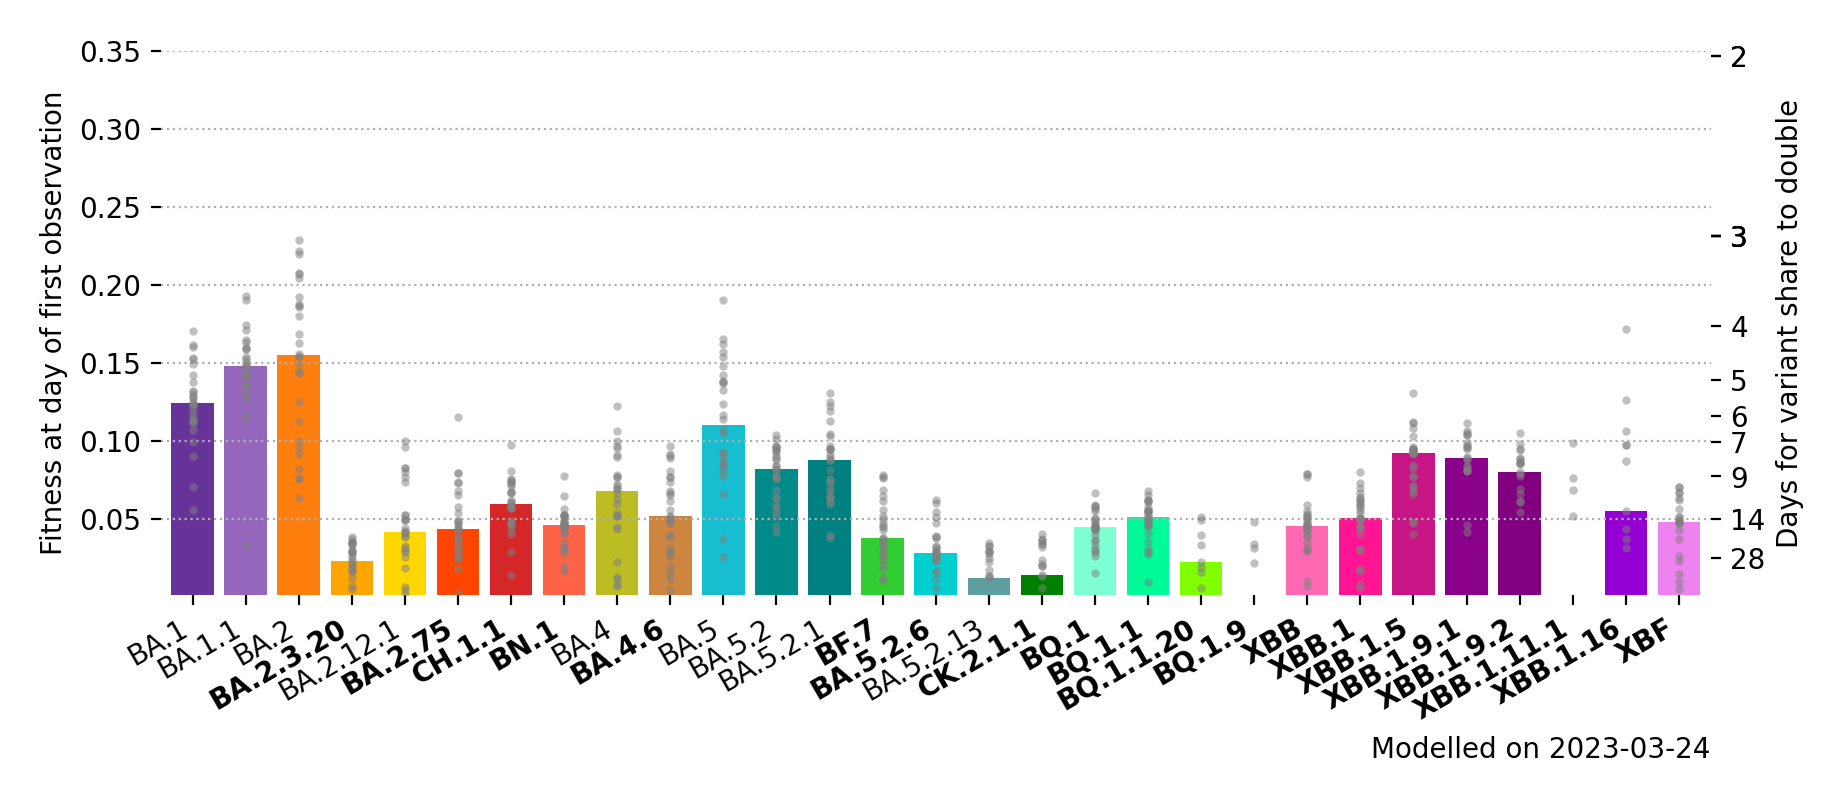 Fitness at day of first observation
0.35
0.30
0.25
0.20
0.15
0.10
0.05
2
3
4
5
6
7
9
14
28
Days for variant share to double
BA.1
BA.1.1
BA.2
BA.2.3.20
BA.2.12.1
BA.2.75
CH.1.1
BN.1
BA.4
BA.4.6
BA.5
BA.5.2
BA.5.2.1
BF.7
BA.5.2.6
BA.5.2.13
CK.2.1.1
BQ.1
BQ.1.1
BQ.1.1.20
BQ.1.9
XBB
XBB.1
XBB.1.5
XBB.1.9.1
XBB.1.9.2
XBB.1.11.1
XBB.1.16
XBF
Modelled on 2023-03-24